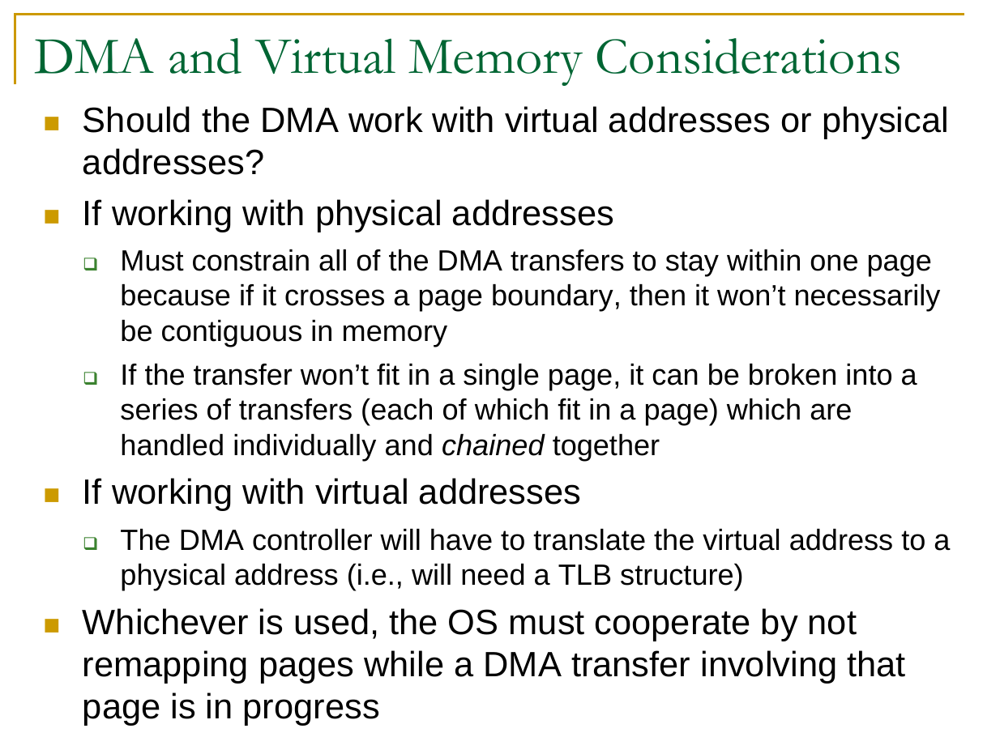 DMA and Virtual Memory Considerations
Should the DMA work with virtual addresses or physical
addresses?
If working with physical addresses
Must constrain all of the DMA transfers to stay within one page
because if it crosses a page boundary, then it won’t necessarily
be contiguous in memory
If the transfer won’t fit in a single page, it can be broken into a
series of transfers (each of which fit in a page) which are
handled individually and chained together
If working with virtual addresses
The DMA controller will have to translate the virtual address to a
physical address (i.e., will need a TLB structure)
Whichever is used, the OS must cooperate by not
remapping pages while a DMA transfer involving that
page is in progress